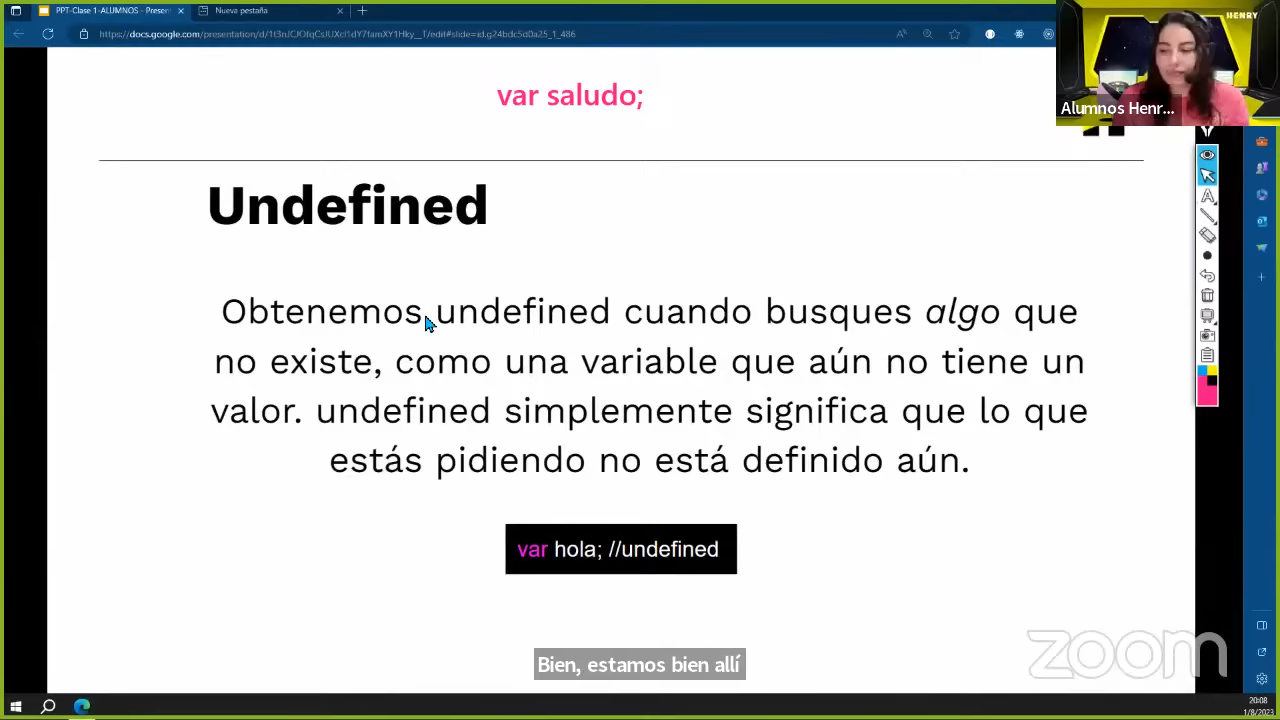 PPT-Clase 1-ALUMNOS - Presen
Nueva pestaña
HENRY
var saludo;
Alumnos Henr...
Undefined
Obtenemos undefined cuando busques algo que
no existe, como una variable que aún no tiene un
valor. undefined simplemente significa que lo que
estás pidiendo no está definido aún.
var hola; //undefined
Bien, estamos bien allí
zoom
20:08
1/8/2023